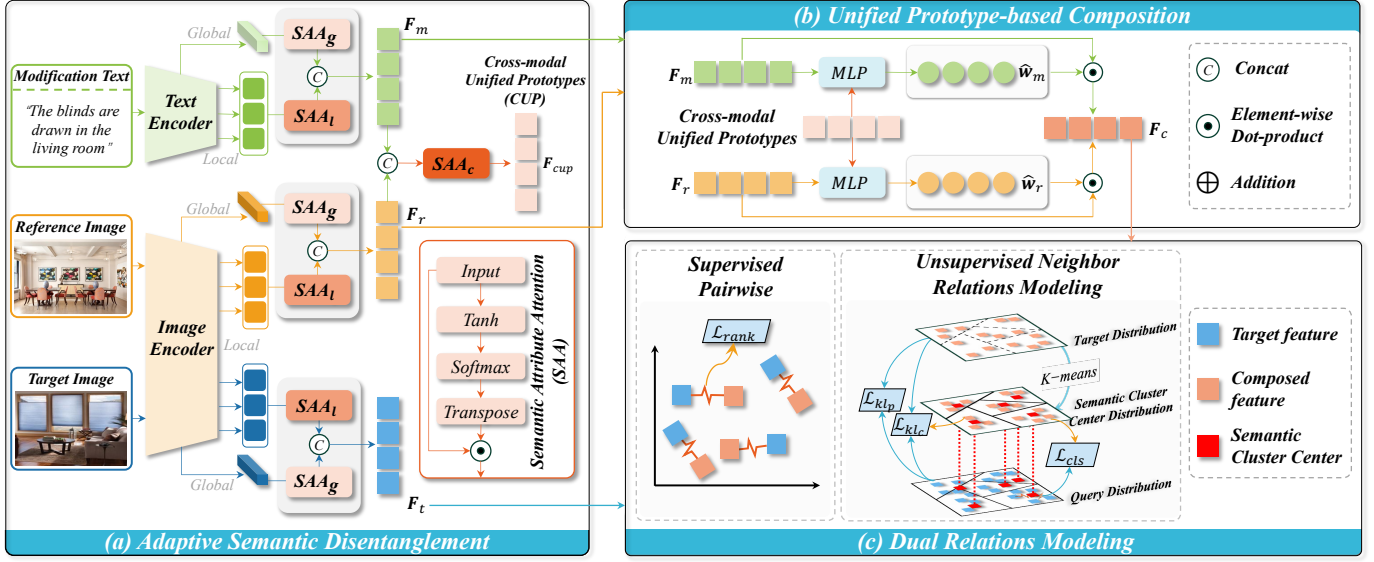 Global
SAAg
Fm
Modification Text
"The blinds are
drawn in the
living room"
Text
Encoder
C
SAAl
Local
Cross-modal
Unified Prototypes
(CUP)
C
SAAc
Fcup
Reference Image
Global
SAAg
Fr
C
SAAl
Image
Encoder
Local
Target Image
SAAl
C
SAAg
Global
Ft
Input
Tanh
Softmax
Transpose
Semantic Attribute Attention
(SAA)
(a) Adaptive Semantic Disentanglement
(b) Unified Prototype-based Composition
Fm
MLP
ŵm
Cross-modal
Unified Prototypes
Fc
Fr
MLP
ŵr
C Concat
Element-wise
Dot-product
Addition
Supervised
Pairwise
Lrank
Unsupervised Neighbor
Relations Modeling
Target Distribution
K-means
Semantic Cluster
Center Distribution
Lklp
Lklc
Lcls
Query Distribution
Target feature
Composed
feature
Semantic
Cluster Center
(c) Dual Relations Modeling